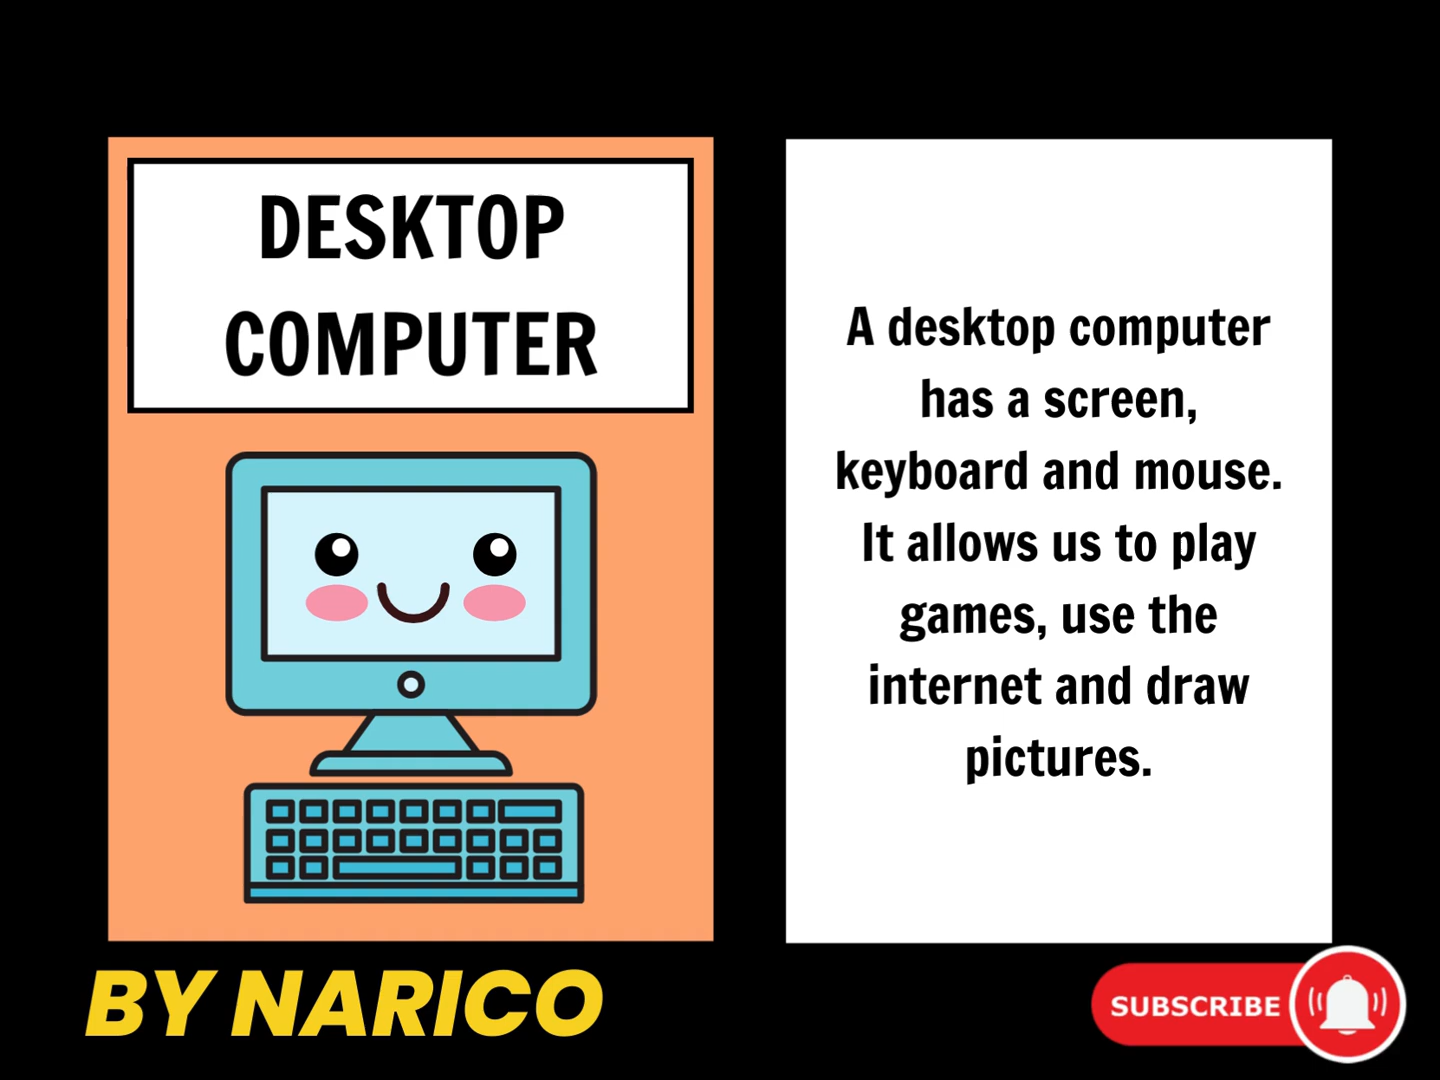 DESKTOP
COMPUTER
A desktop computer
has a screen,
keyboard and mouse.
It allows us to play
games, use the
internet and draw
pictures.
BY NARICO
SUBSCRIBE